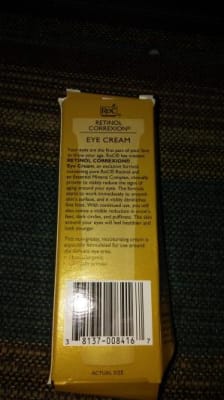 RoC
RETINOL
CORREXION®
EYE CREAM
Your eyes are the first part of your face
to show your age. RoC® has created
RETINOL CORREXION®
Eye Cream, an exclusive formula
containing pure RoC® Retinol and
an Essential Mineral Complex, clinically
proven to visibly reduce the signs of
aging around your eyes. The formula
starts to work immediately to
skin's surface, and it visibly diminishes
fine lines. With continued use, you will
also notice a visible reduction in crow's
feet, dark circles, and puffiness. The skin
around your eyes will feel healthier and
look younger.
This non-greasy, moisturizing cream is
especially formulated for use around
the delicate eye area.
3 8137-008416 7
ACTUAL SIZE